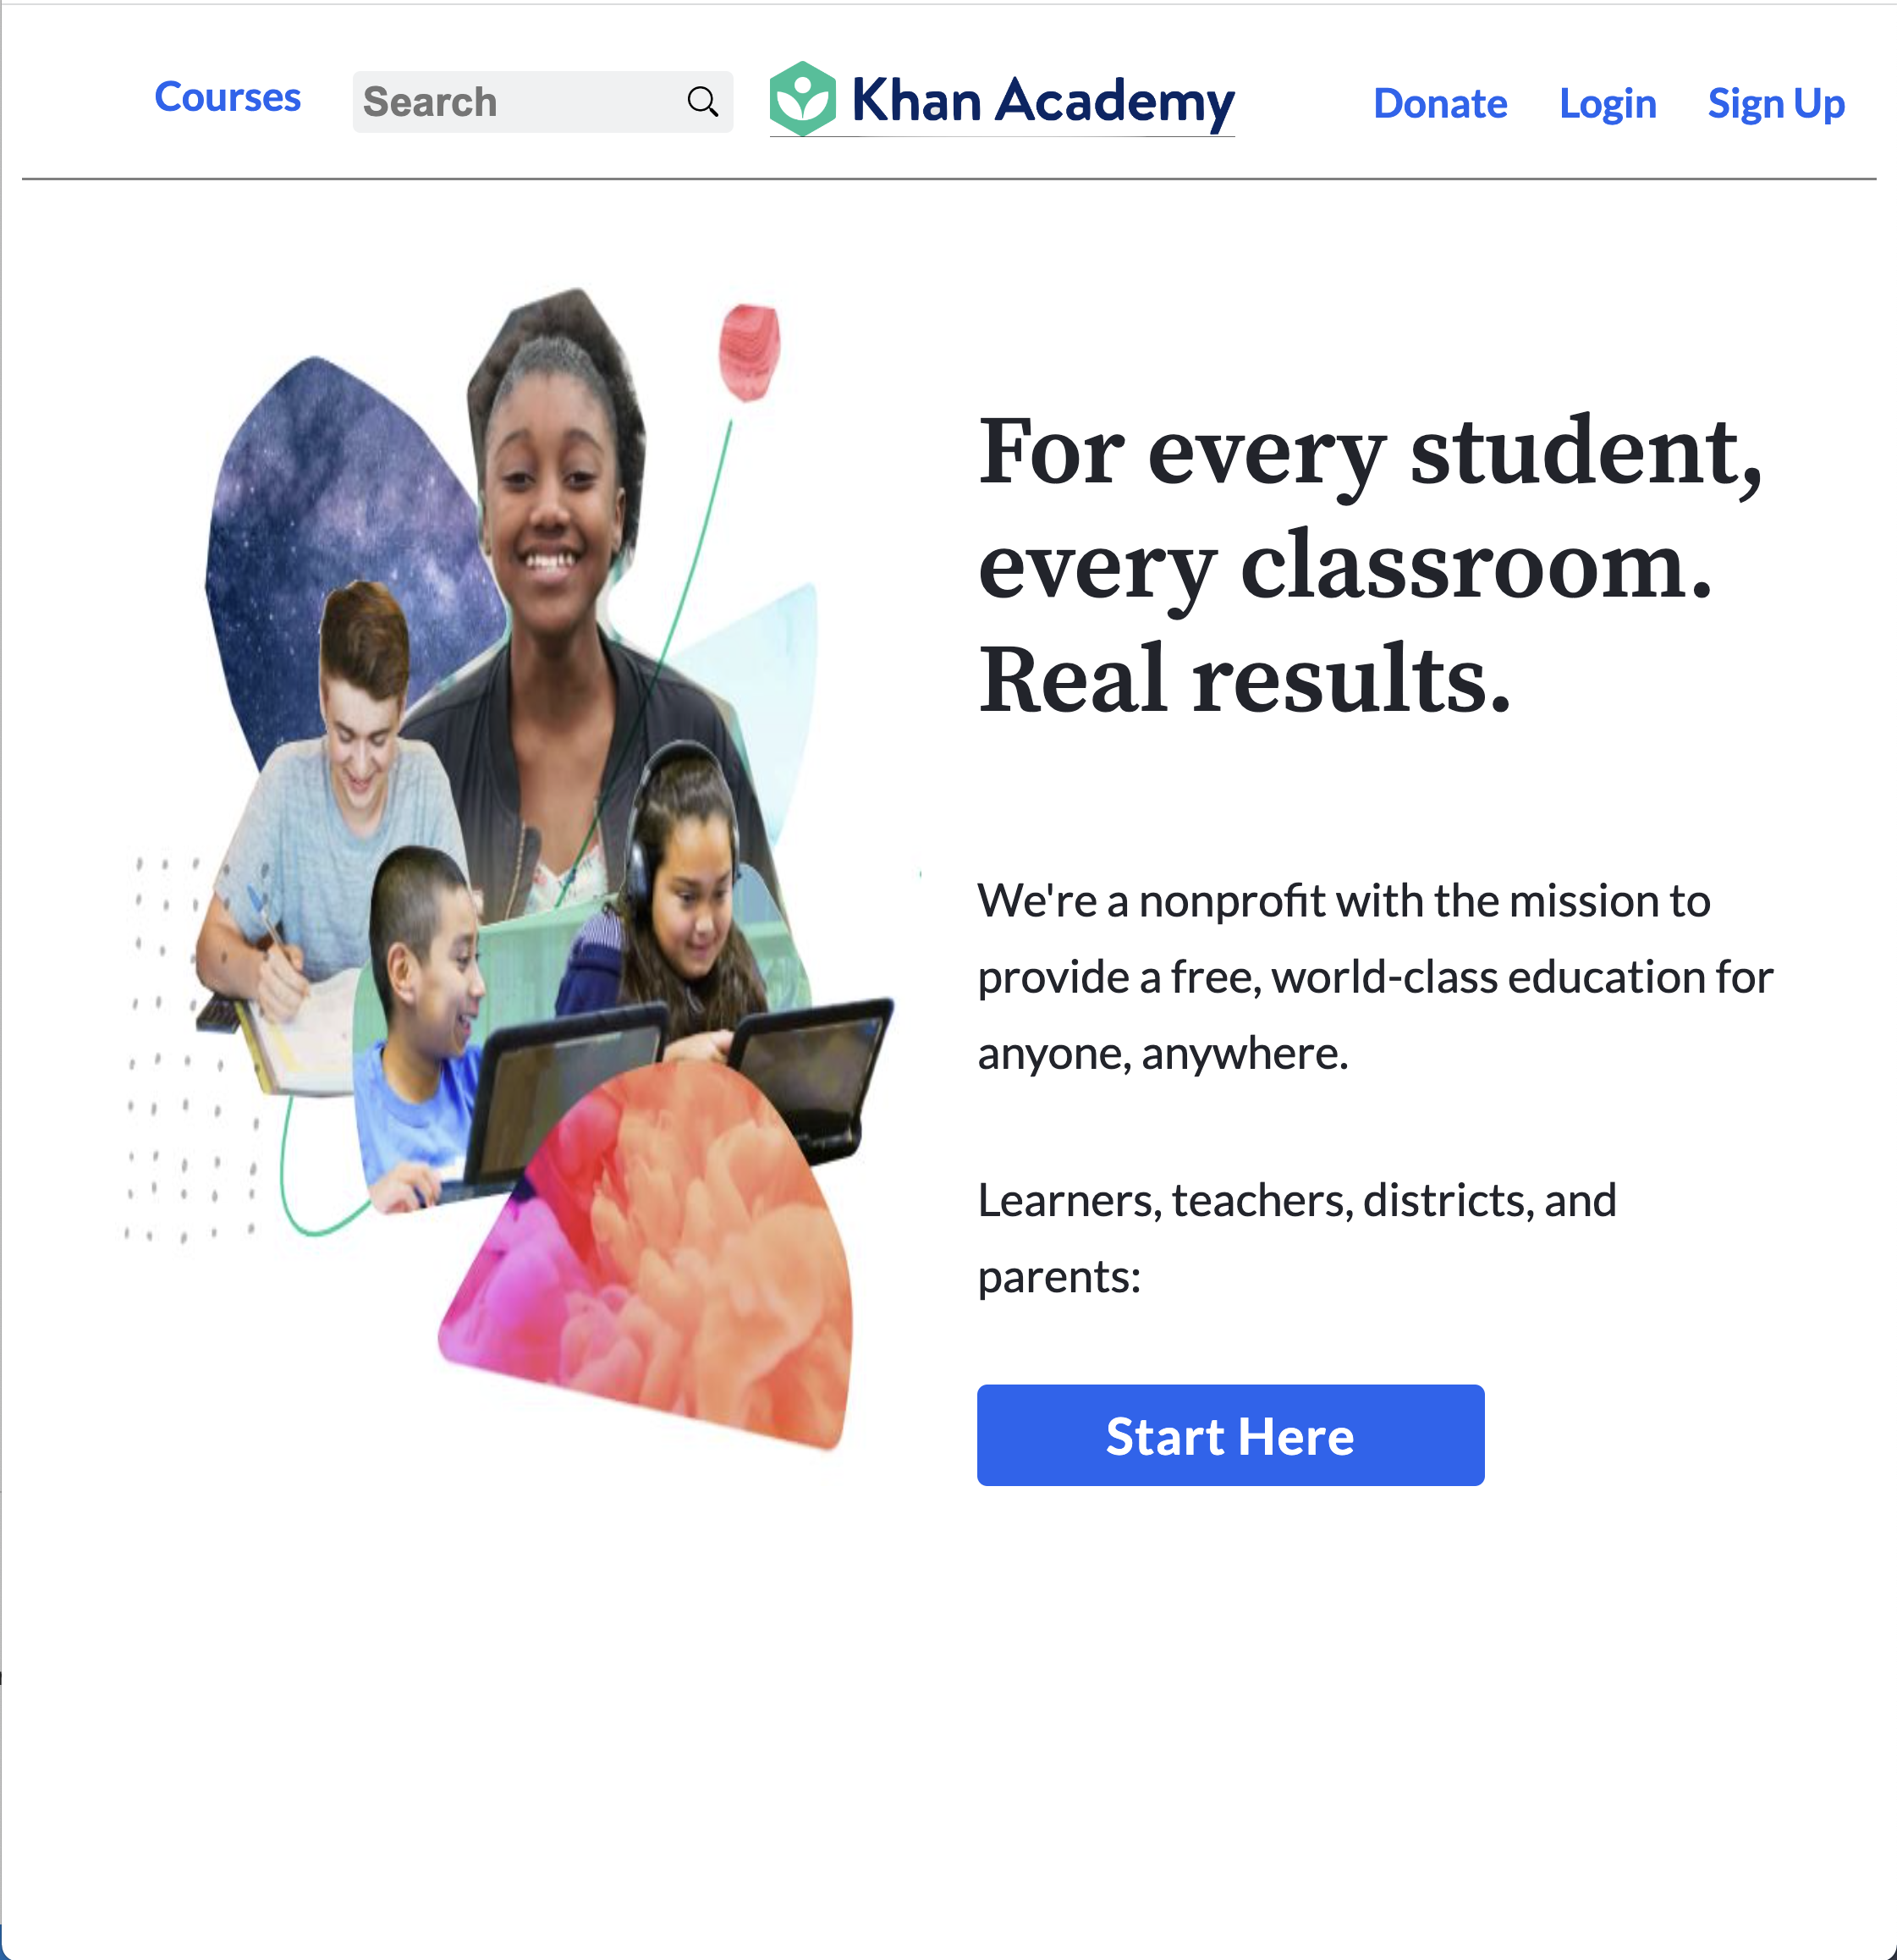 Courses
Search
Khan Academy
Donate
Login
Sign Up
For every student,
every classroom.
Real results.
We're a nonprofit with the mission to
provide a free, world-class education for
anyone, anywhere.
Learners, teachers, districts, and
parents:
Start Here